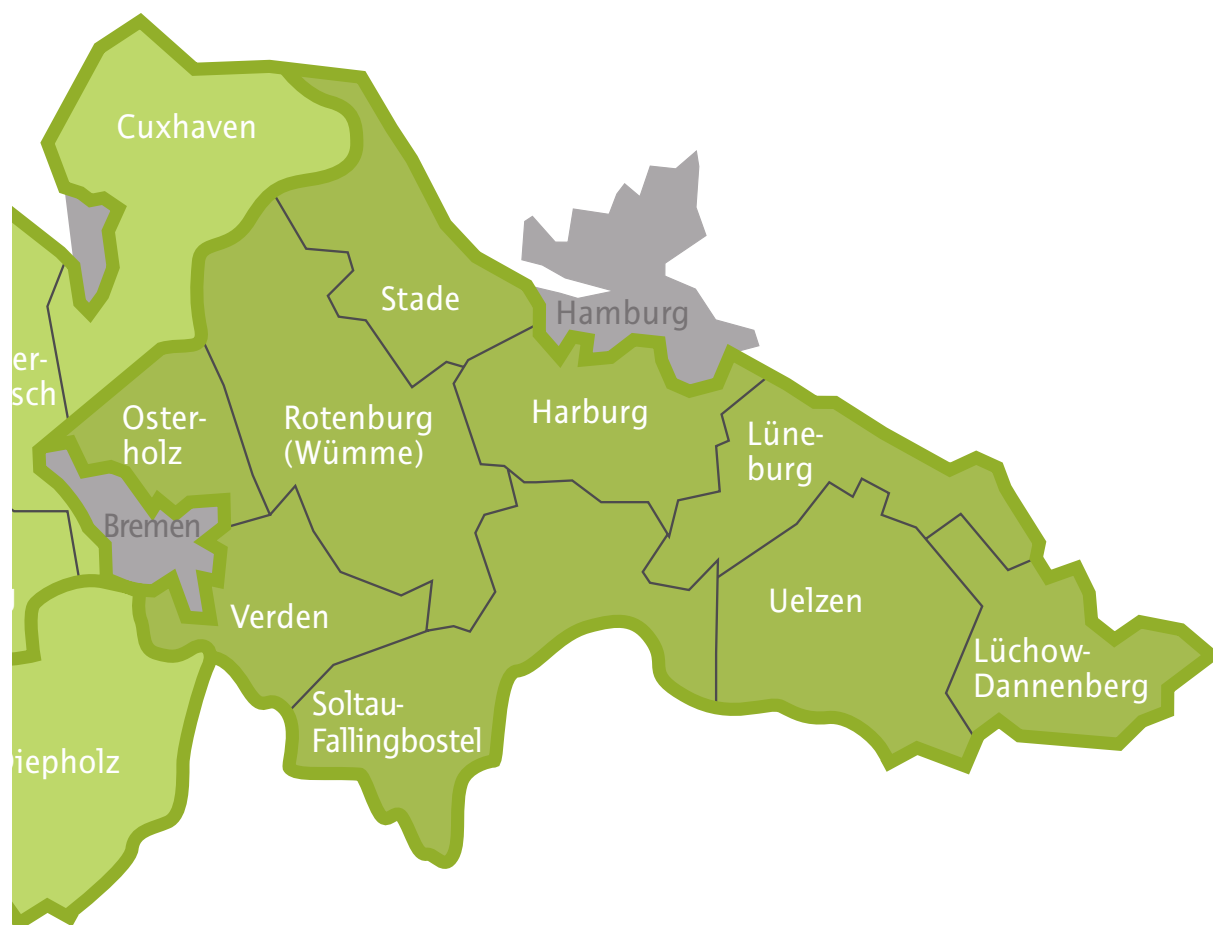 Cuxhaven
Stade
Hamburg
er-
sch
Oster-
holz
Rotenburg
(Wümme)
Harburg
Lüne-
burg
Bremen
Verden
Uelzen
Lüchow-
Dannenberg
Soltau-
Fallingbostel
iepholz